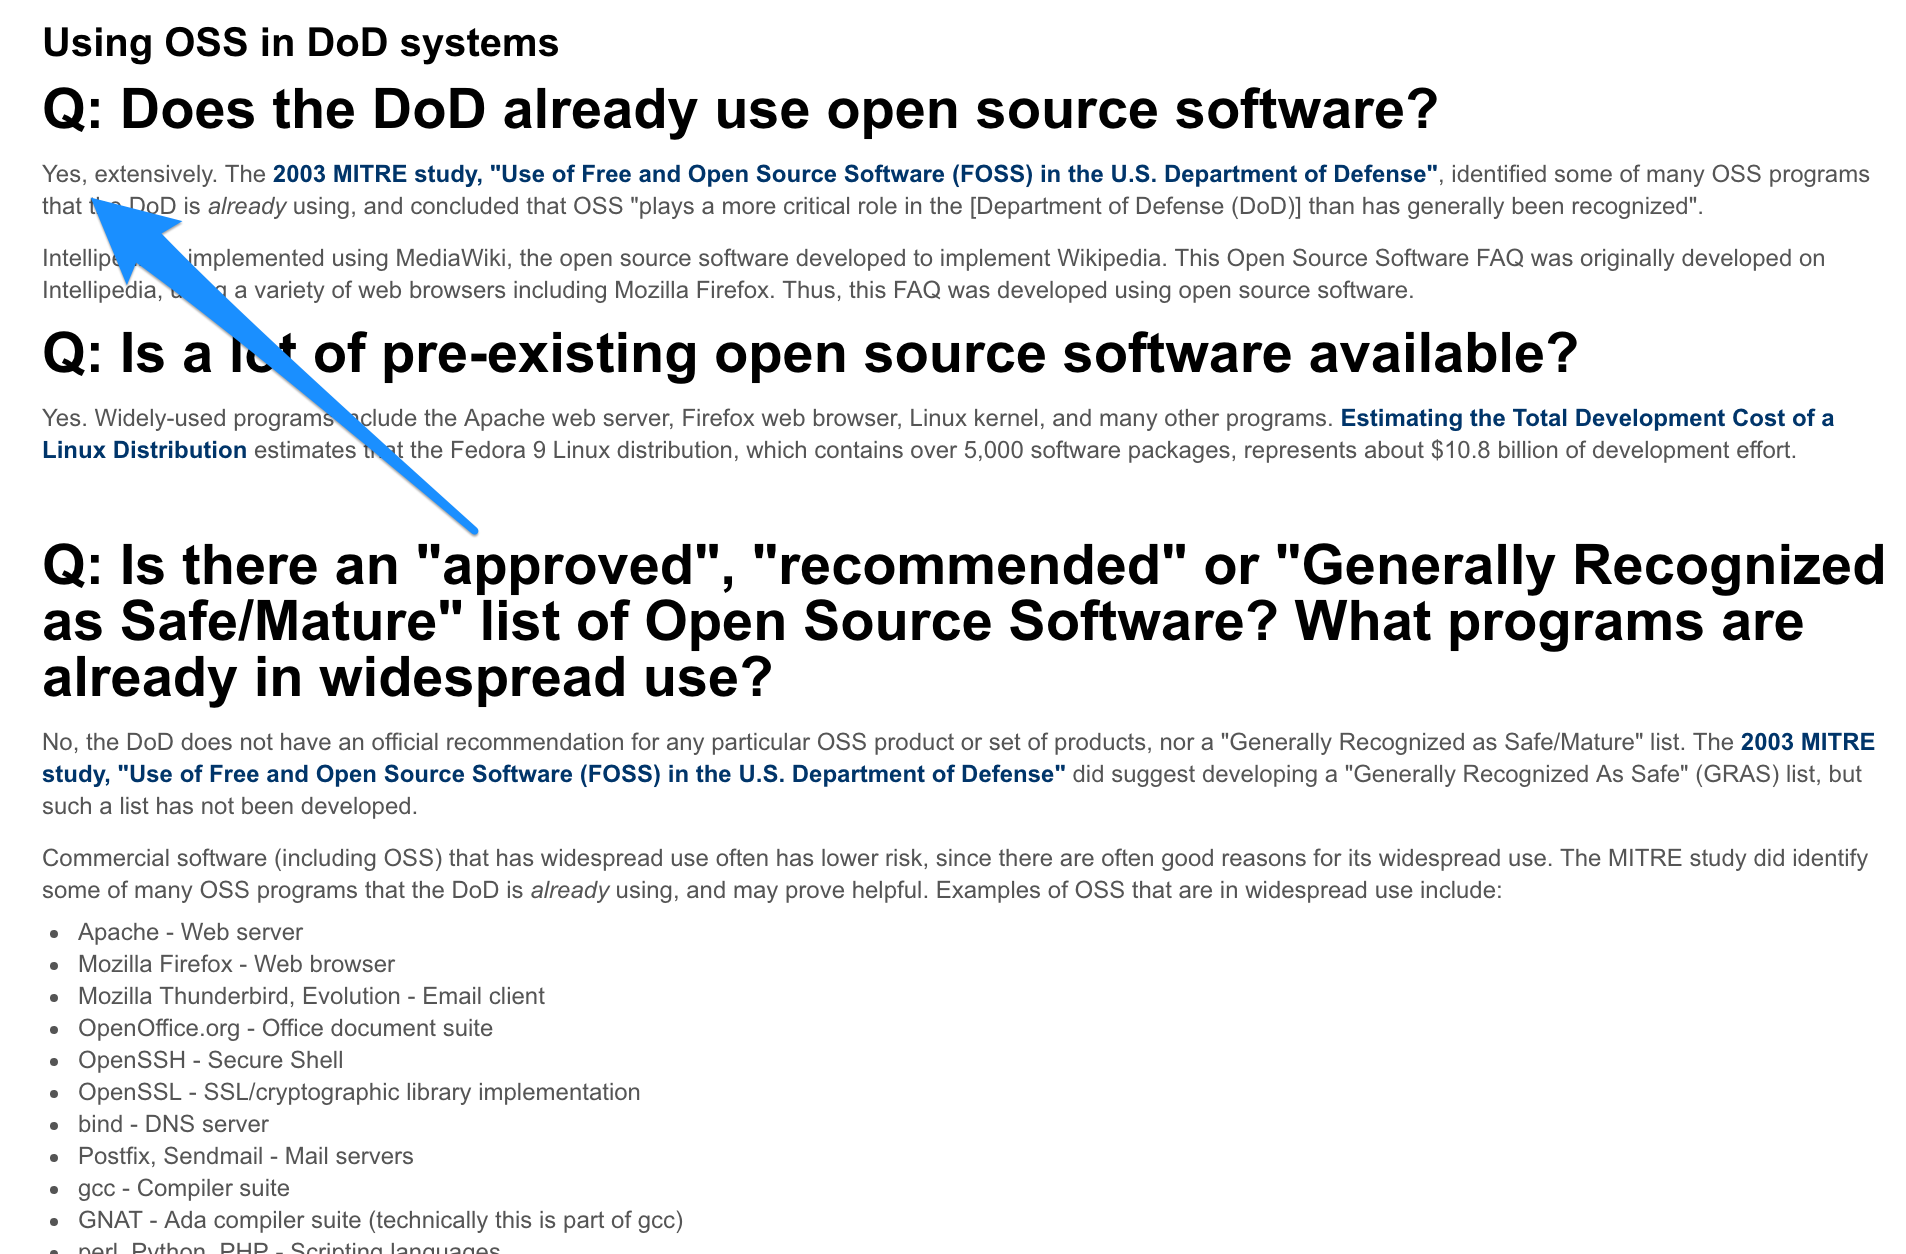 Using OSS in DoD systems
Q: Does the DoD already use open source software?
Yes, extensively. The 2003 MITRE study, "Use of Free and Open Source Software (FOSS) in the U.S. Department of Defense", identified some of many OSS programs
that the DoD is already using, and concluded that OSS "plays a more critical role in the [Department of Defense (DoD)] than has generally been recognized".
implemented using MediaWiki, the open source software developed to implement Wikipedia. This Open Source Software FAQ was originally developed on
Intellipedia, a variety of web browsers including Mozilla Firefox. Thus, this FAQ was developed using open source software.
Q: Is a lot of pre-existing open source software available?
Yes. Widely-used programs include the Apache web server, Firefox web browser, Linux kernel, and many other programs. Estimating the Total Development Cost of a
Linux Distribution estimates that the Fedora 9 Linux distribution, which contains over 5,000 software packages, represents about $10.8 billion of development effort.
Q: Is there an "approved", "recommended" or "Generally Recognized
as Safe/Mature" list of Open Source Software? What programs are
already in widespread use?
No, the DoD does not have an official recommendation for any particular OSS product or set of products, nor a "Generally Recognized as Safe/Mature" list. The 2003 MITRE
study, "Use of Free and Open Source Software (FOSS) in the U.S. Department of Defense" did suggest developing a "Generally Recognized As Safe" (GRAS) list, but
such a list has not been developed.
Commercial software (including OSS) that has widespread use often has lower risk, since there are often good reasons for its widespread use. The MITRE study did identify
some of many OSS programs that the DoD is already using, and may prove helpful. Examples of OSS that are in widespread use include:
• Apache - Web server
• Mozilla Firefox - Web browser
• Mozilla Thunderbird, Evolution - Email client
• OpenOffice.org - Office document suite
• OpenSSH - Secure Shell
• OpenSSL - SSL/cryptographic library implementation
• bind - DNS server
• Postfix, Sendmail - Mail servers
• gcc - Compiler suite
• GNAT - Ada compiler suite (technically this is part of gcc)
• perl, Python, PHP - Scripting languages